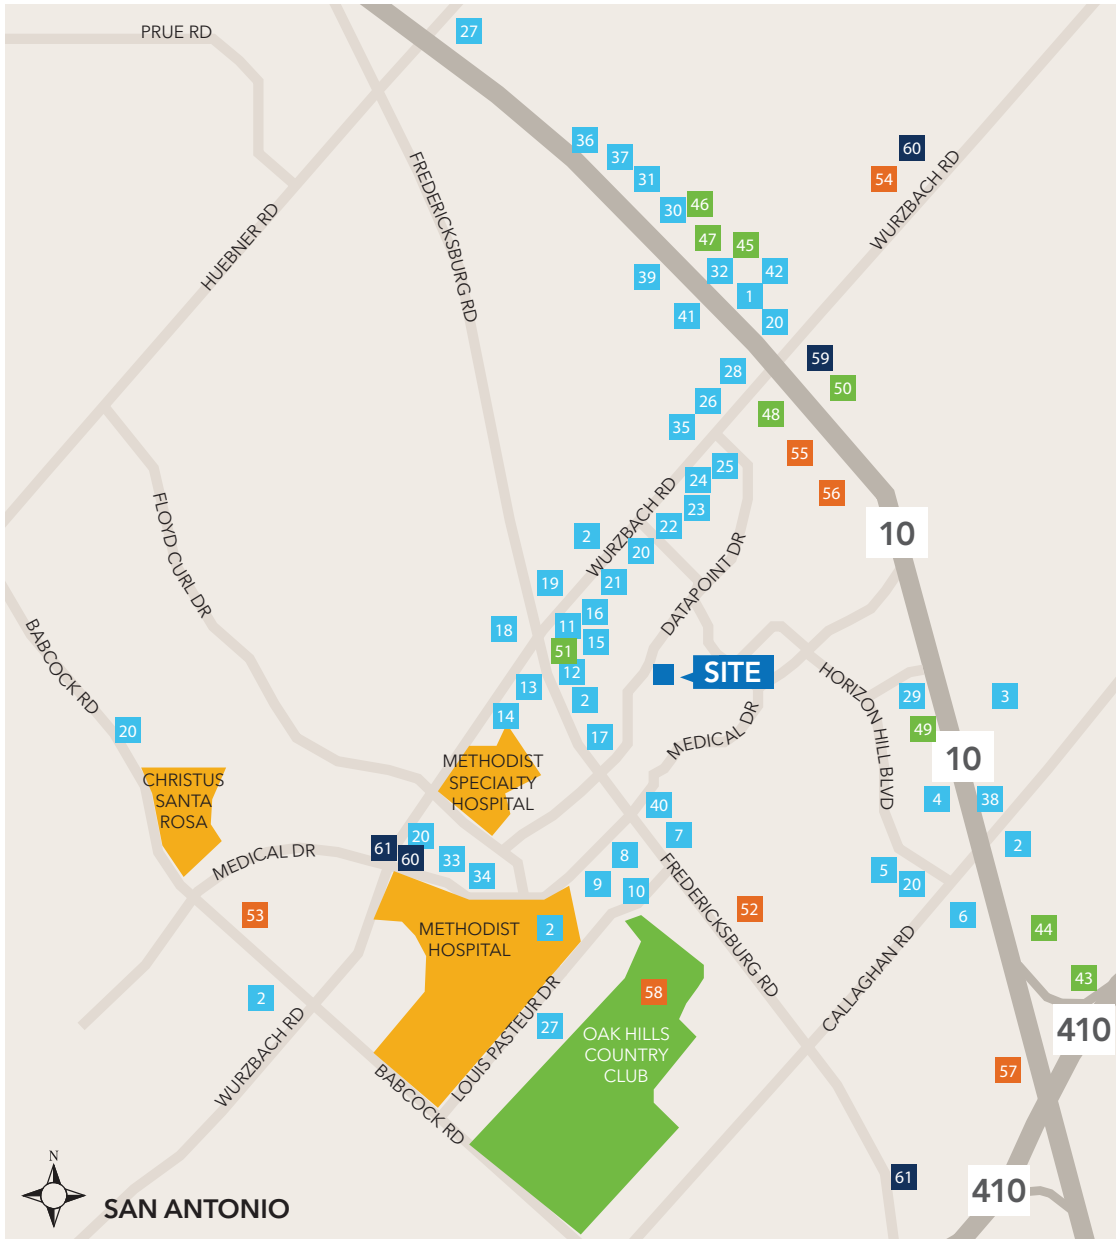 27
PRUE RD
36
37
60
31
54
FREDERICKSBURG RD
WURZBACH RD
30
46
HUEBNER RD
47
45
39
32
42
1
41
20
59
28
50
26
48
35
55
25
24
56
WURZBACH RD
23
FLOYD CURL DR
22
10
2
20
DATAPOINT DR
19
21
16
BABCOCK RD
18
11
15
51
12
SITE
HORIZON HILL BLVD
13
2
29
3
14
MEDICAL DR
20
17
49
METHODIST
SPECIALTY
HOSPITAL
10
CHRISTUS
SANTA
ROSA
40
4
38
20
7
61
60
33
8
2
MEDICAL DR
34
9
10
FREDERICKSBURG RD
5
20
53
52
6
METHODIST
HOSPITAL
2
44
CALLAGHAN RD
43
2
58
LOUIS PASTEUR DR
27
OAK HILLS
COUNTRY
CLUB
410
WURZBACH RD
57
BABCOCK RD
N
61
410
SAN ANTONIO